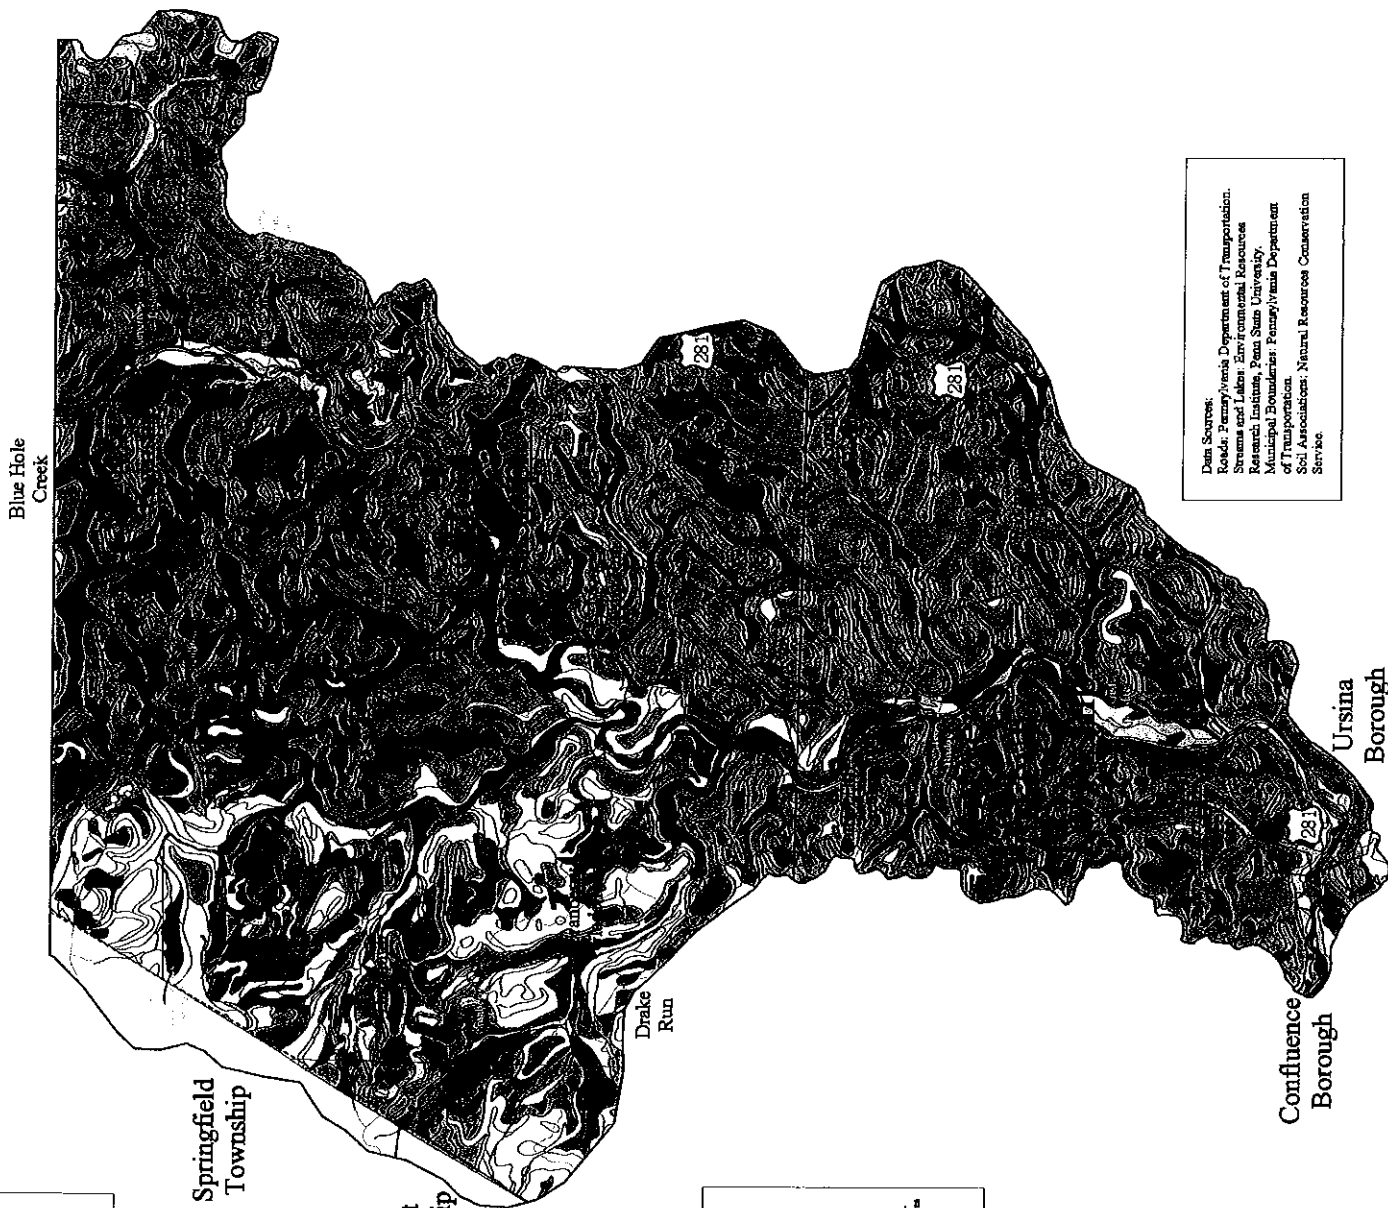 Blue Hole
Creek
281
281
Data Sources:
Roads: Pennsylvania Department of Transportation.
Streams and Lakes: Environmental Resources
Research Institute, Penn State University.
Municipal Boundaries: Pennsylvania Department
of Transportation.
Soil Associations: Natural Resources Conservation
Service.
Springfield
Township
Drake
Run
281
Ursina
Borough
Confluence
Borough